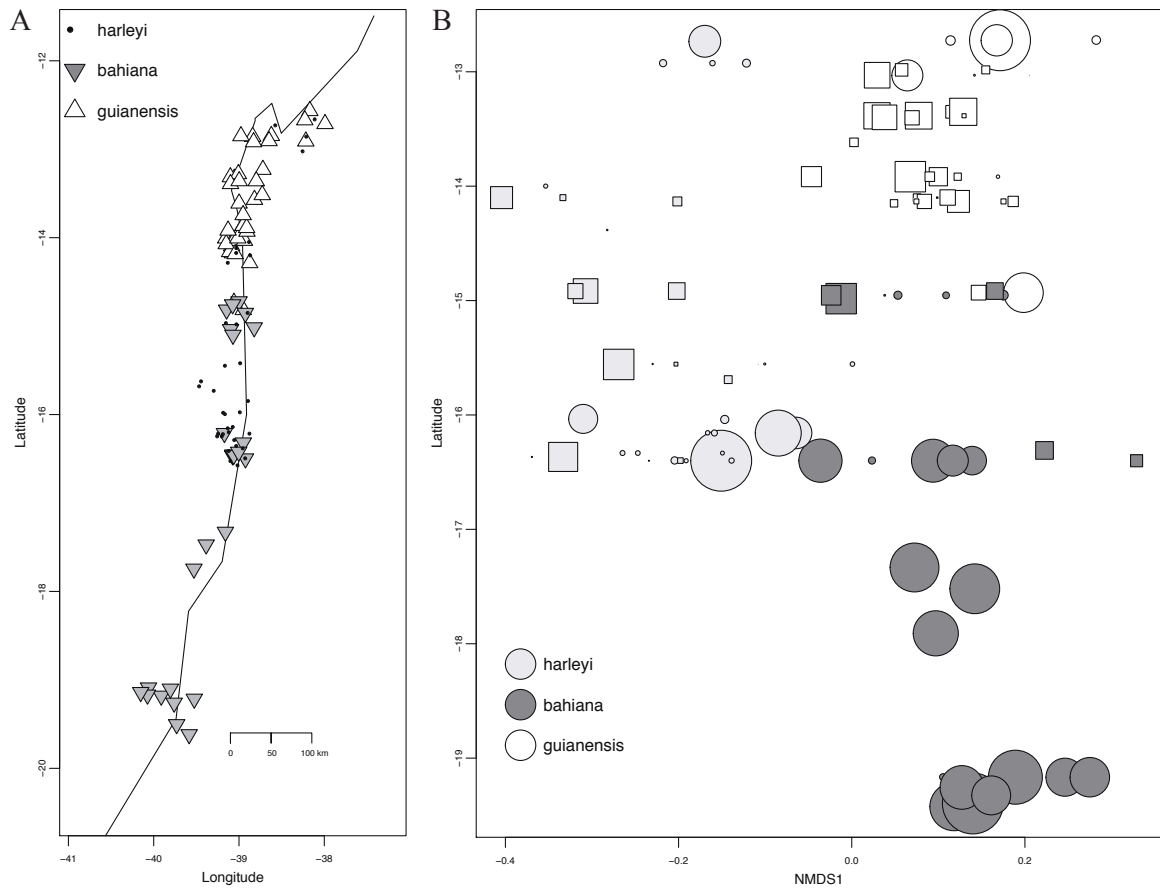 A
harleyi
bahiana
guianensis
−12
−14
−16
−18
−20
Latitude
0 50 100 km
−41 −40 −39 −38
Longitude
B
−13
−14
−15
−16
−17
−18
−19
Latitude
harleyi
bahiana
guianensis
−0.4 −0.2 0.0 0.2
NMDS1